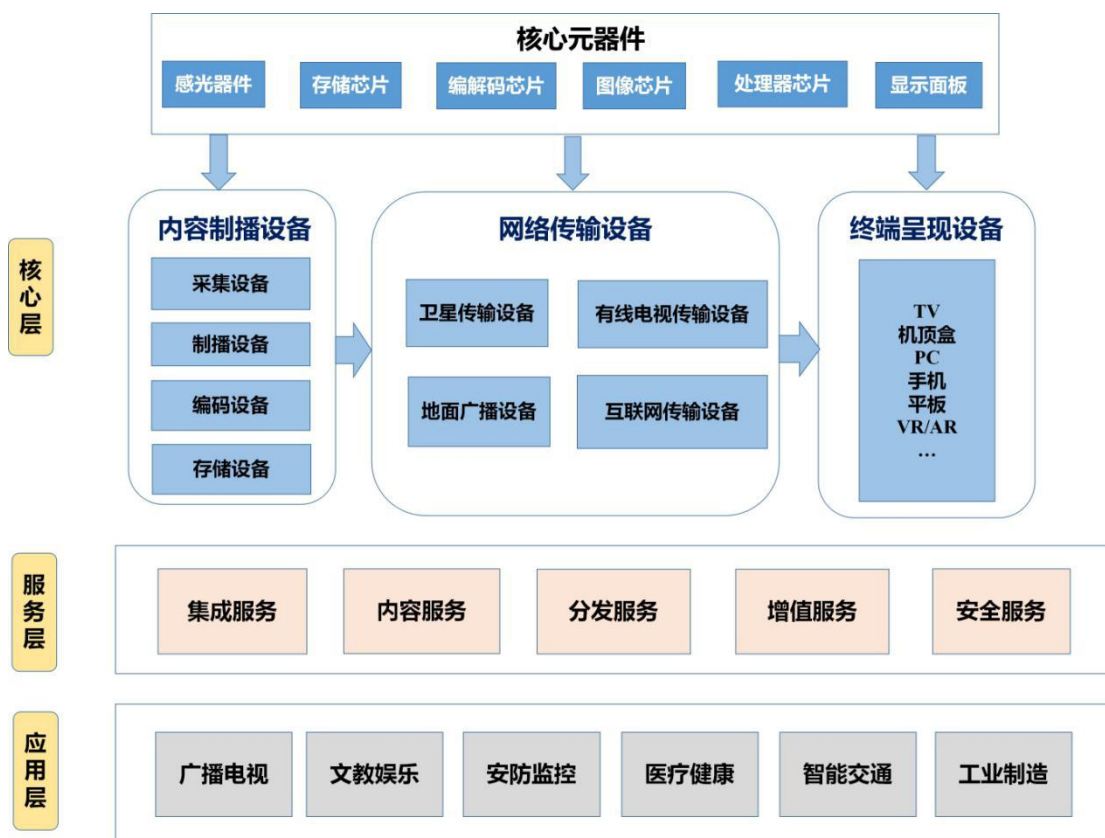 核心元器件
感光器件
存储芯片
编解码芯片
图像芯片
处理器芯片
显示面板
核心层
内容制播设备
采集设备
制播设备
编码设备
存储设备
网络传输设备
卫星传输设备
有线电视传输设备
地面广播设备
互联网传输设备
终端呈现设备
TV
机顶盒
PC
手机
平板
VR/AR
…
服务层
集成服务
内容服务
分发服务
增值服务
安全服务
应用层
广播电视
文教娱乐
安防监控
医疗健康
智能交通
工业制造